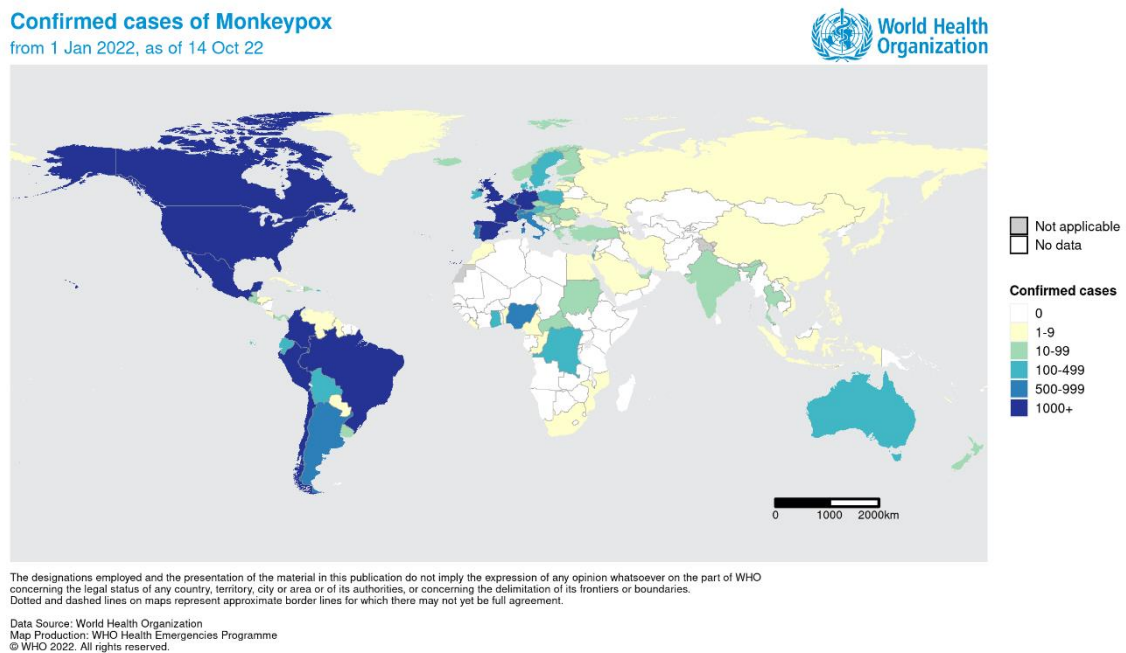 Confirmed cases of Monkeypox
from 1 Jan 2022, as of 14 Oct 22
World Health
Organization
Not applicable
No data
Confirmed cases
0
1-9
10-99
100-499
500-999
1000+
0 1000 2000km
The designations employed and the presentation of the material in this publication do not imply the expression of any opinion whatsoever on the part of WHO
concerning the legal status of any country, territory, city or area or of its authorities, or concerning the delimitation of its frontiers or boundaries.
Dotted and dashed lines on maps represent approximate border lines for which there may not yet be full agreement.
Data Source: World Health Organization
Map Production: WHO Health Emergencies Programme
© WHO 2022. All rights reserved.